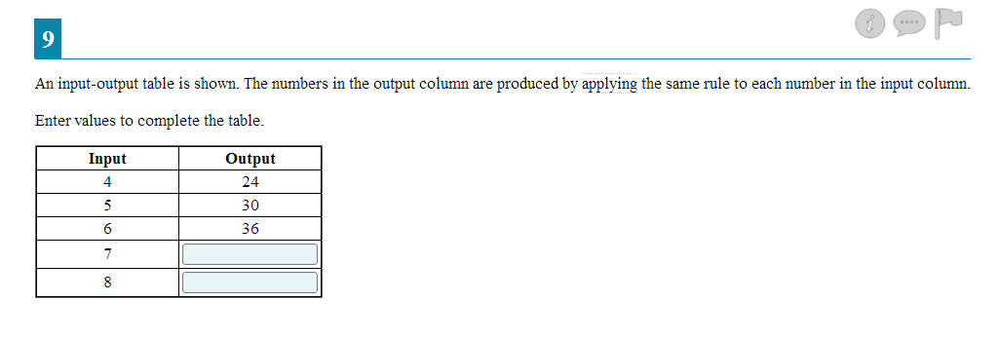 9
An input-output table is shown. The numbers in the output column are produced by applying the same rule to each number in the input column.
Enter values to complete the table.
Input Output
4 24
5 30
6 36
7
8